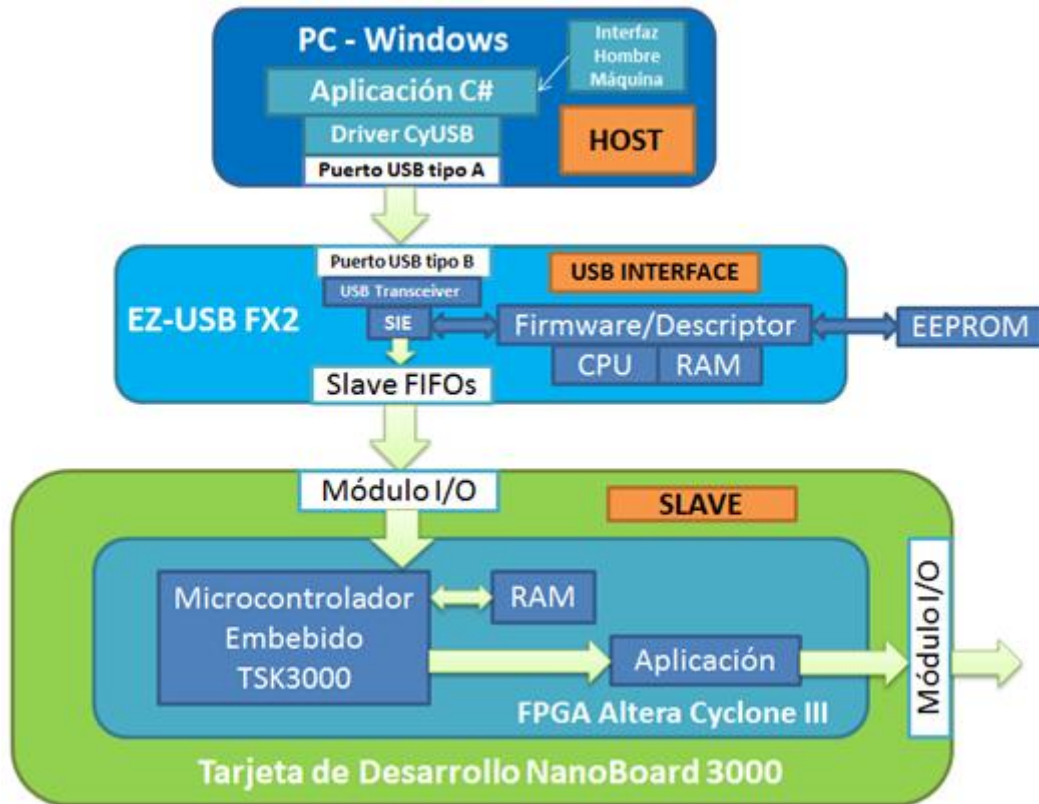 PC - Windows
Interfaz
Hombre
Máquina
Aplicación C#
Driver CyUSB
HOST
Puerto USB tipo A
Puerto USB tipo B
USB INTERFACE
USB Transceiver
EZ-USB FX2
SIE
Firmware/Descriptor
EEPROM
CPU
RAM
Slave FIFOs
Módulo I/O
SLAVE
Microcontrolador
Embebido
TSK3000
RAM
Aplicación
Módulo I/O
FPGA Altera Cyclone III
Tarjeta de Desarrollo NanoBoard 3000